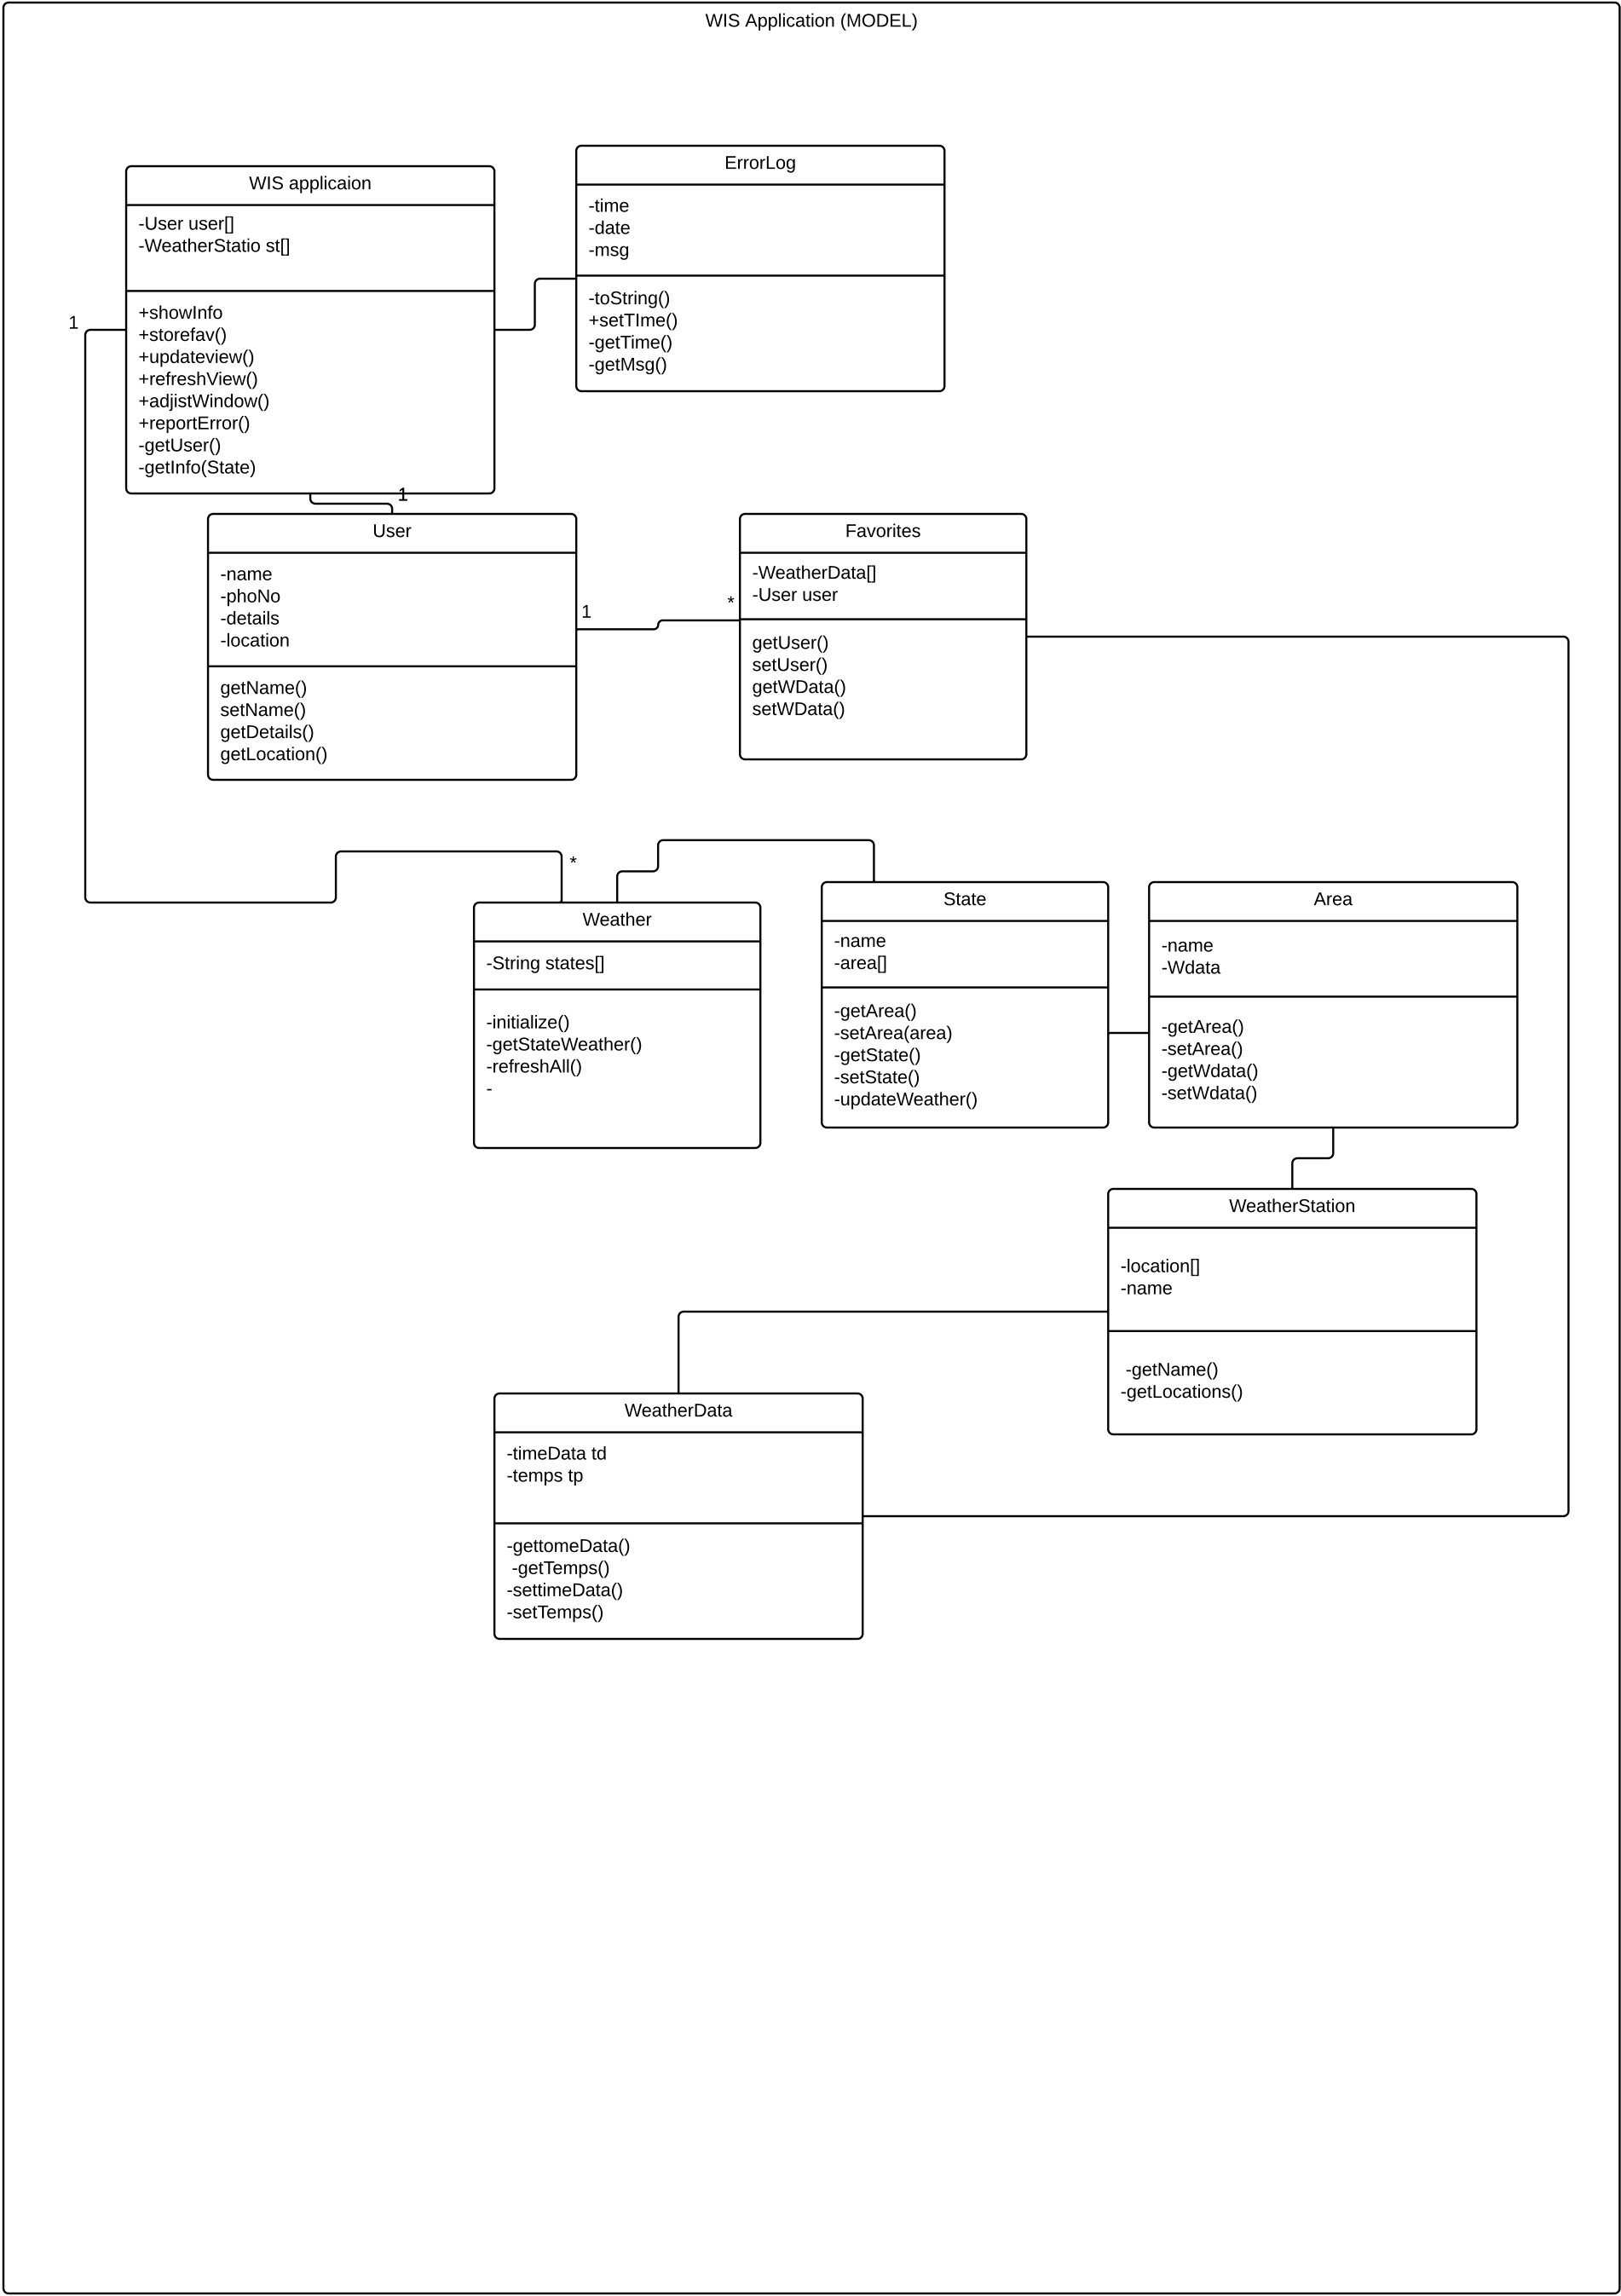 WIS Application (MODEL)
WIS applicaion
-User user[]
-WeatherStatio st[]
+showInfo
+storefav()
+updateview()
+refreshView()
+adjistWindow()
+reportError()
-getUser()
-getInfo(State)
ErrorLog
-time
-date
-msg
-toString()
+setTIme()
-getTime()
-getMsg()
1
1
User
-name
-phoNo
-details
-location
getName()
setName()
getDetails()
getLocation()
1
*
Favorites
-WeatherData[]
-User user
getUser()
setUser()
getWData()
setWData()
*
Weather
-String states[]
-initialize()
-getStateWeather()
-refreshAll()
-
State
-name
-area[]
-getArea()
-setArea(area)
-getState()
-setState()
-updateWeather()
Area
-name
-Wdata
-getArea()
-setArea()
-getWdata()
-setWdata()
WeatherStation
-location[]
-name
-getName()
-getLocations()
WeatherData
-timeData td
-temps tp
-gettomeData()
-getTemps()
-settimeData()
-setTemps()